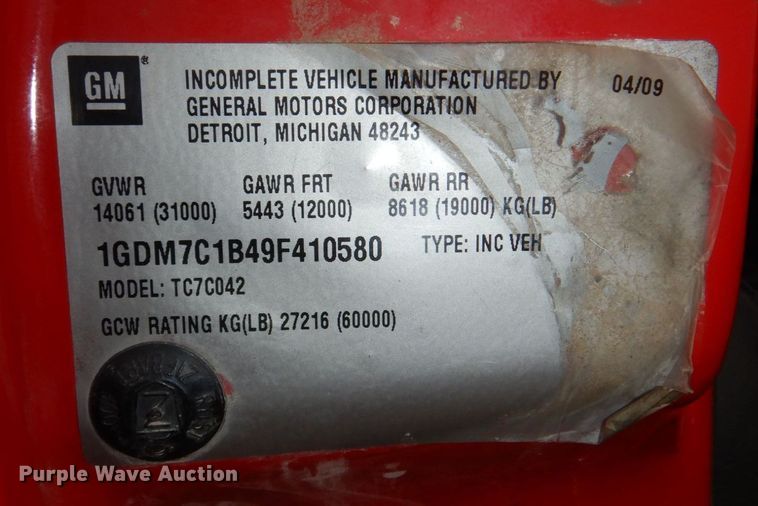 GM ®
INCOMPLETE VEHICLE MANUFACTURED BY 04/09
GENERAL MOTORS CORPORATION
DETROIT, MICHIGAN 48243
GVWR GAWR FRT GAWR RR
14061 (31000) 5443 (12000) 8618 (19000) KG(LB)
1GDM7C1B49F410580 TYPE: INC VEH
MODEL: TC7C042
GCW RATING KG(LB) 27216 (60000)
Purple Wave Auction